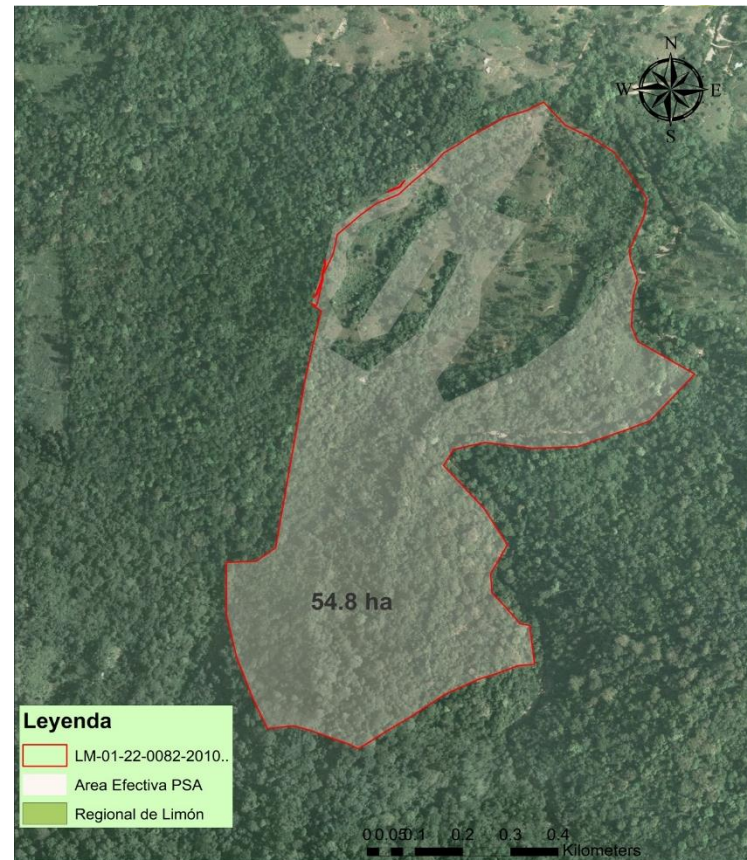 N
W E
S
54.8 ha
Leyenda
LM-01-22-0082-2010..
Area Efectiva PSA
Regional de Limón
0 0.05 0.1 0.2 0.3 0.4
Kilometers